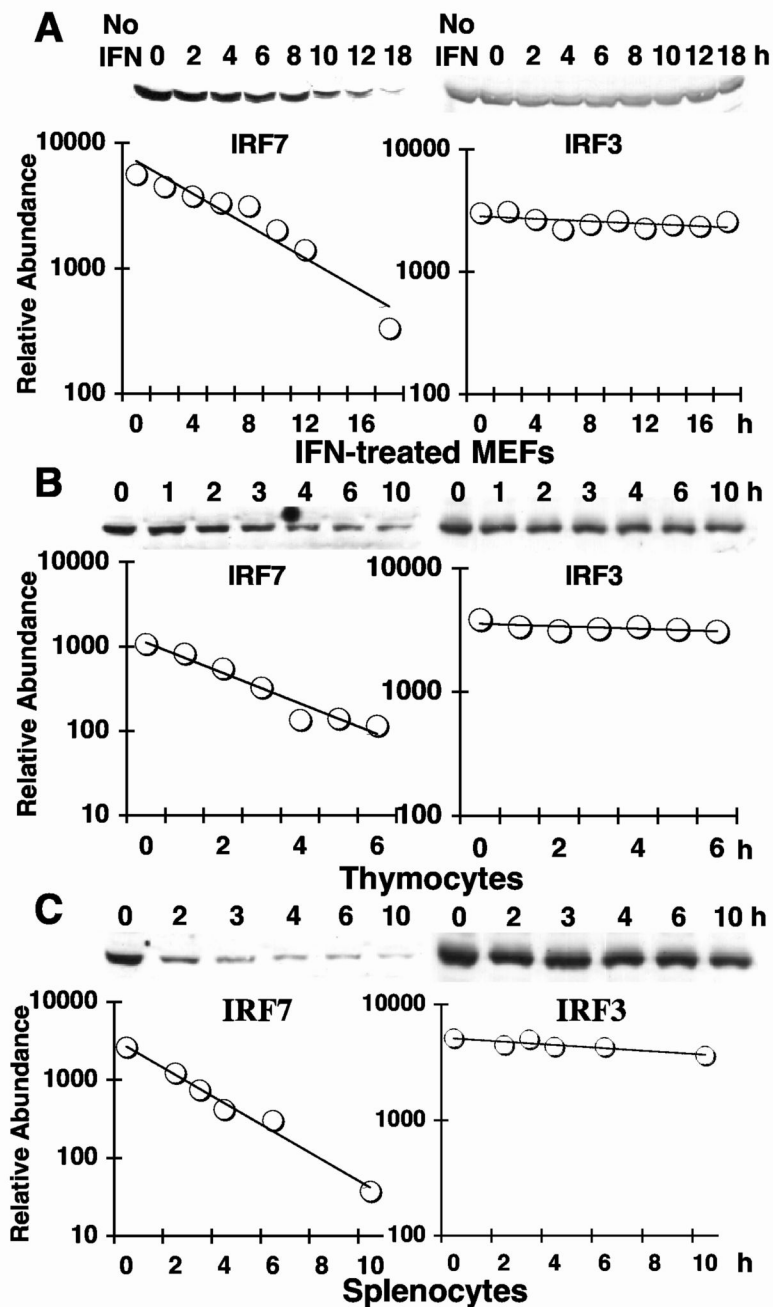 A
No
IFN 0 2 4 6 8 10 12 18
No
IFN 0 2 4 6 8 10 12 18 h
Relative Abundance
IRF7
10000
1000
100
0 4 8 12 16
IRF3
10000
1000
100
0 4 8 12 16 h
IFN-treated MEFs
B
0 1 2 3 4 6 10
0 1 2 3 4 6 10 h
Relative Abundance
IRF7
10000
1000
100
10
0 2 4 6
IRF3
10000
1000
100
0 2 4 6 h
Thymocytes
C
0 2 3 4 6 10
0 2 3 4 6 10 h
Relative Abundance
IRF7
10000
1000
100
10
0 2 4 6 8 10
IRF3
10000
1000
100
0 2 4 6 8 10 h
Splenocytes